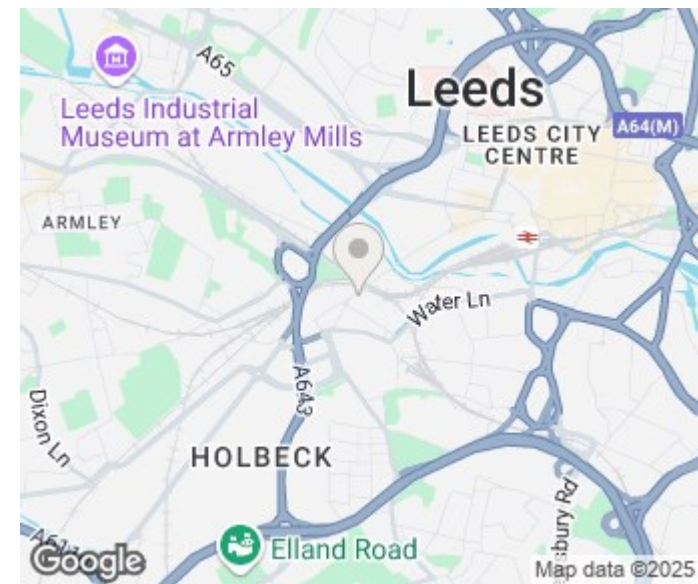 A65
Leeds
Leeds Industrial
Museum at Armley Mills
LEEDS CITY
CENTRE
A64(M)
ARMLEY
Water Ln
A643
Dixon Ln
HOLBECK
Elland Road
Google
Map data ©2025